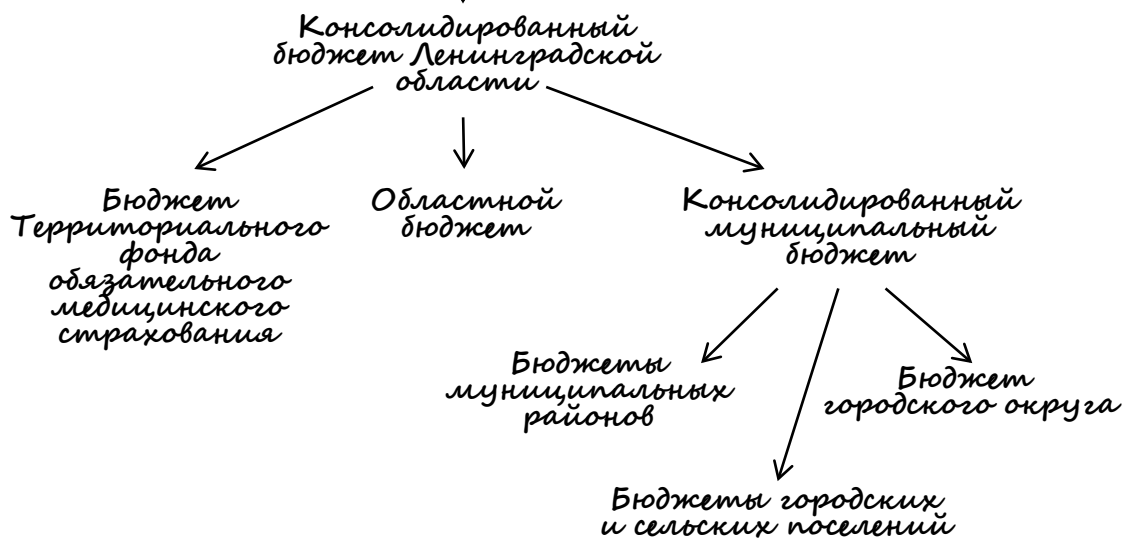 Консолидированный
бюджет Ленинградской
области
Бюджет
Территориального
фонда
обязательного
медицинского
страхования
Областной
бюджет
Консолидированный
муниципальный
бюджет
Бюджеты
муниципальных
районов
Бюджет
городского округа
Бюджеты городских
и сельских поселений